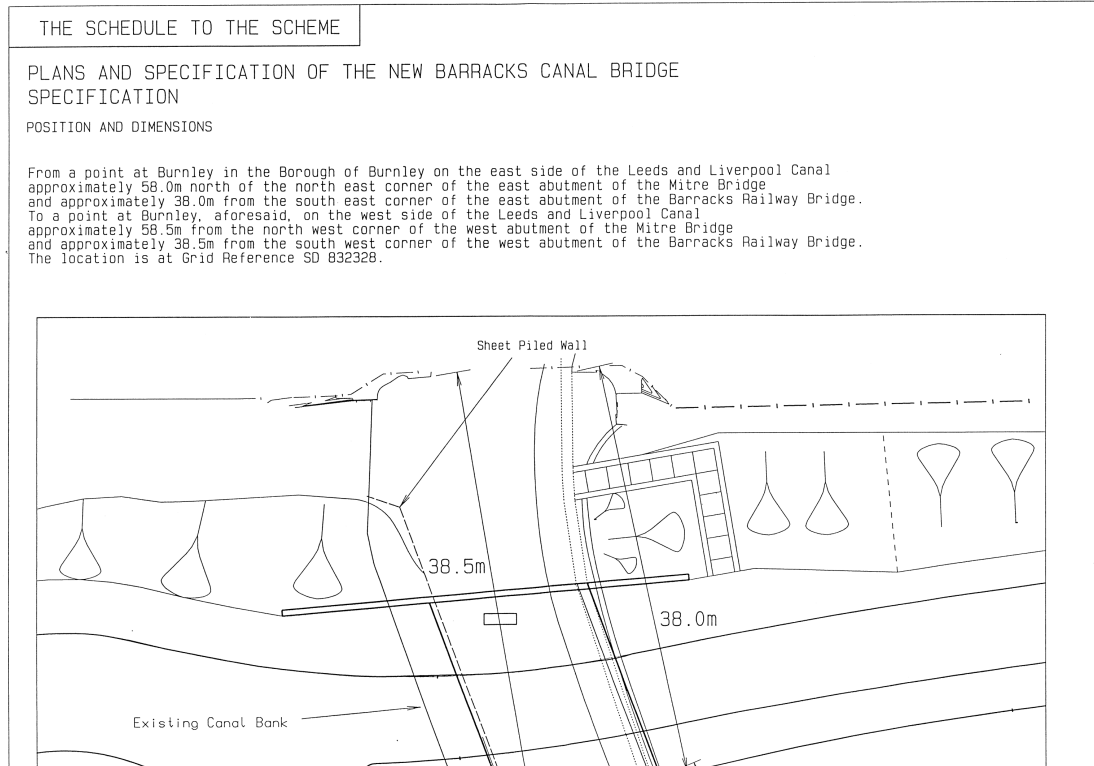 THE SCHEDULE TO THE SCHEME
PLANS AND SPECIFICATION OF THE NEW BARRACKS CANAL BRIDGE
SPECIFICATION
POSITION AND DIMENSIONS
From a point at Burnley in the Borough of Burnley on the east side of the Leeds and Liverpool Canal
approximately 58.0m north of the north east corner of the east abutment of the Mitre Bridge
and approximately 38.0m from the south east corner of the east abutment of the Barracks Railway Bridge.
To a point at Burnley, aforesaid, on the west side of the Leeds and Liverpool Canal
approximately 58.5m from the north west corner of the west abutment of the Mitre Bridge
and approximately 38.5m from the south west corner of the west abutment of the Barracks Railway Bridge.
The location is at Grid Reference SD 832328.
Sheet Piled Wall
38.5m
38.0m
Existing Canal Bank